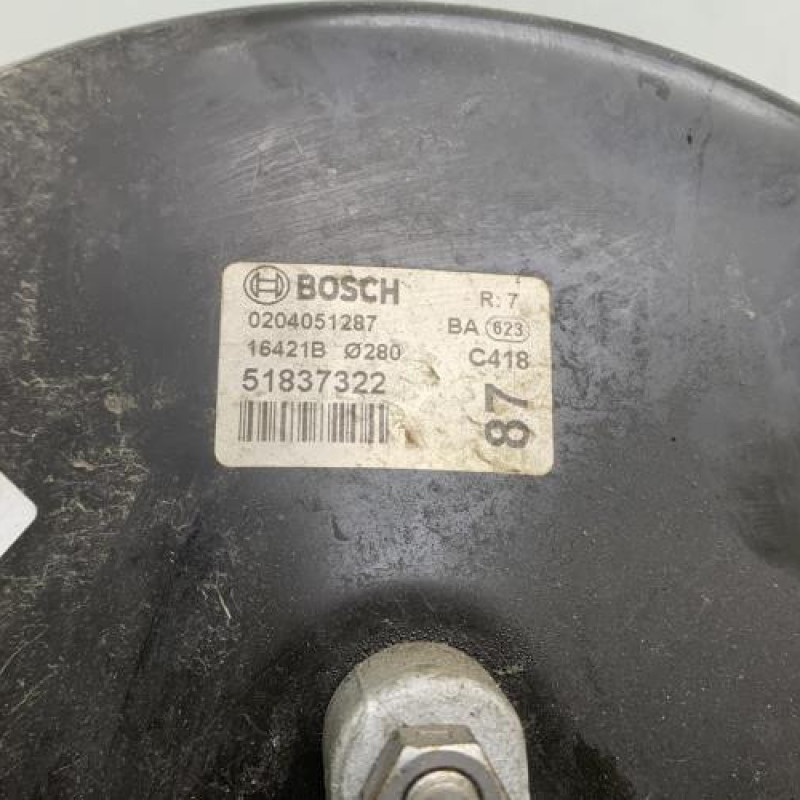 BOSCH R: 7
0204051287 BA 623
16421B Ø280 C418
51837322
87